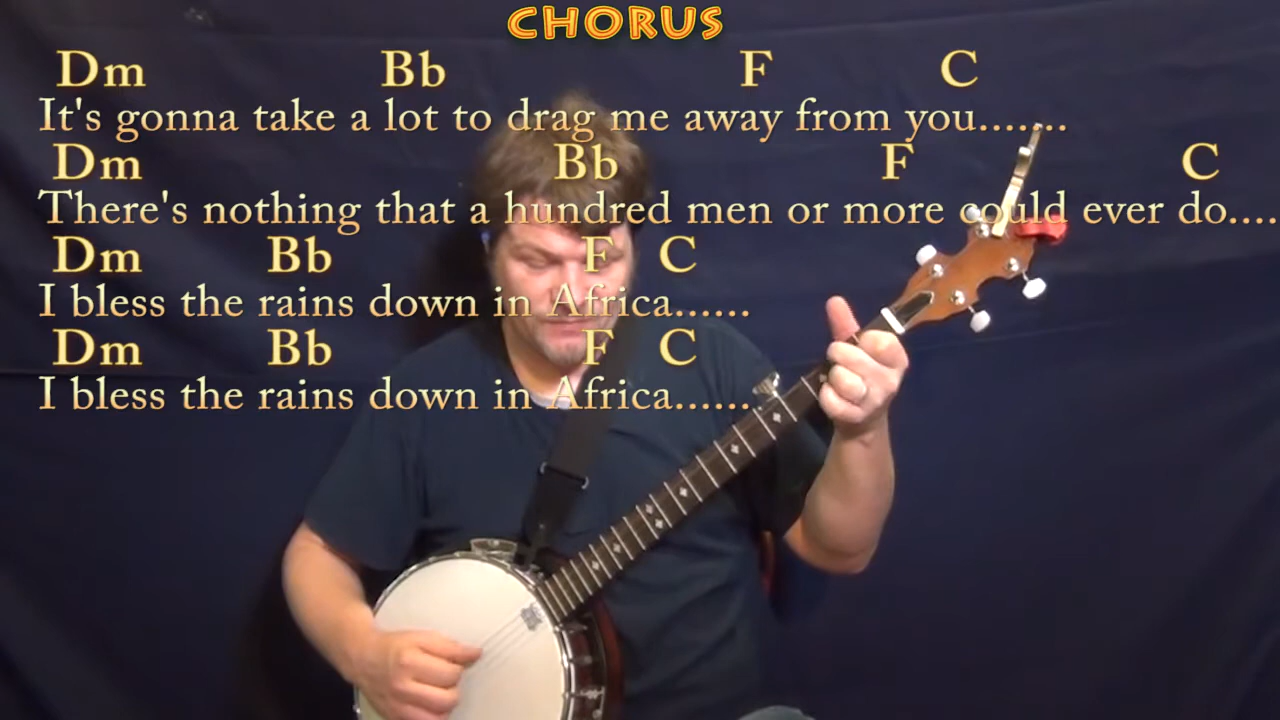 CHORUS
Dm Bb F C
It's gonna take a lot to drag me away from you.......
Dm Bb F C
There's nothing that a hundred men or more could ever do....
Dm Bb F C
I bless the rains down in Africa......
Dm Bb F C
I bless the rains down in Africa......